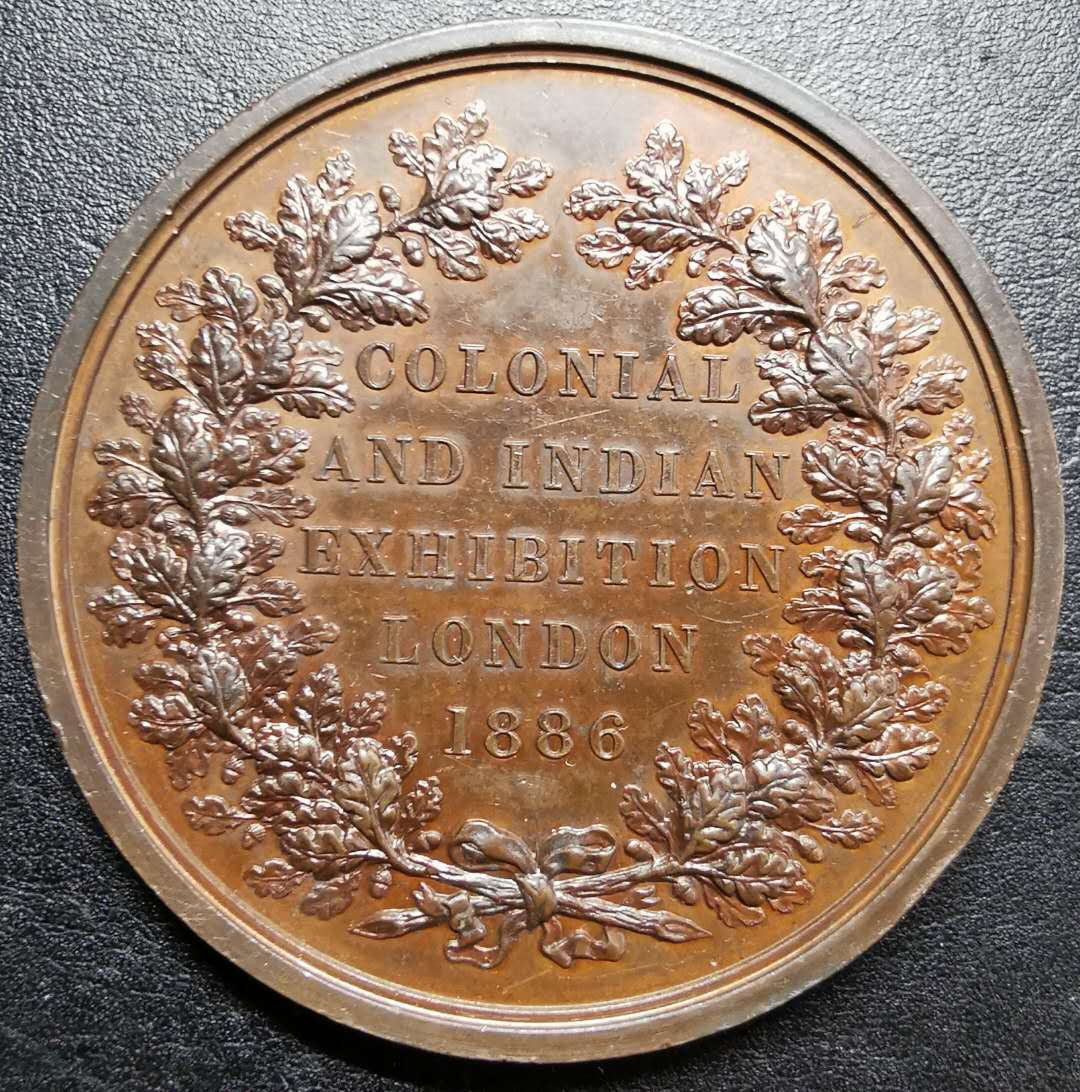 COLONIAL
AND INDIAN
EXHIBITION
LONDON
1886